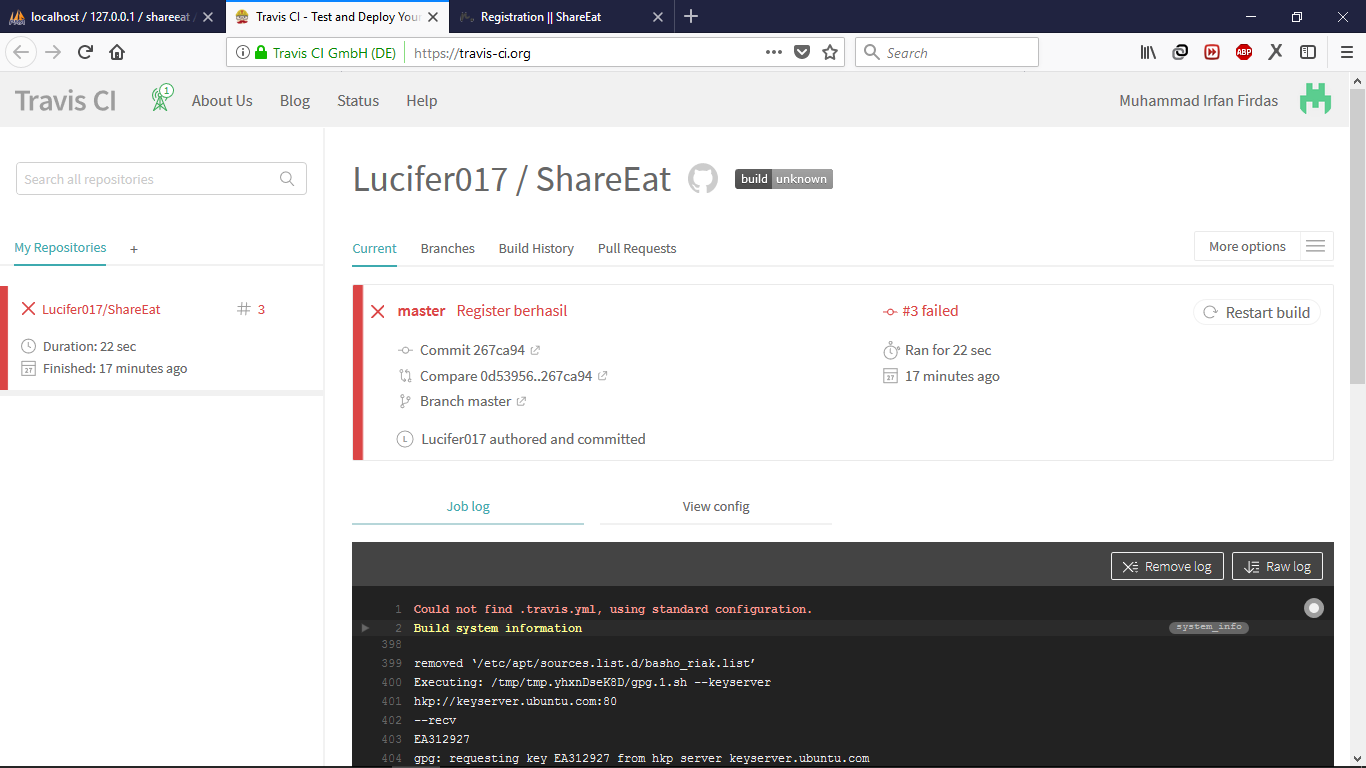 localhost / 127.0.0.1 / shareeat
Travis CI - Test and Deploy Your
Registration || ShareEat
Travis CI GmbH (DE)
https://travis-ci.org
Search
ABP
Travis CI
1
About Us
Blog
Status
Help
Muhammad Irfan Firdas
Search all repositories
My Repositories
+
Lucifer017/ShareEat
# 3
Duration: 22 sec
27
Finished: 17 minutes ago
Lucifer017 / ShareEat
build unknown
Current
Branches
Build History
Pull Requests
More options
master Register berhasil
#3 failed
Restart build
Commit 267ca94
Ran for 22 sec
Compare 0d53956..267ca94
27
17 minutes ago
Branch master
L
Lucifer017 authored and committed
Job log
View config
Remove log
Raw log
1 Could not find .travis.yml, using standard configuration.
2 Build system information
system_info
398
399 removed ‘/etc/apt/sources.list.d/basho_riak.list’
400 Executing: /tmp/tmp.yhxnDseK8D/gpg.1.sh --keyserver
401 hkp://keyserver.ubuntu.com:80
402 --recv
403 EA312927
404 gpg: requesting key EA312927 from hkp server keyserver.ubuntu.com